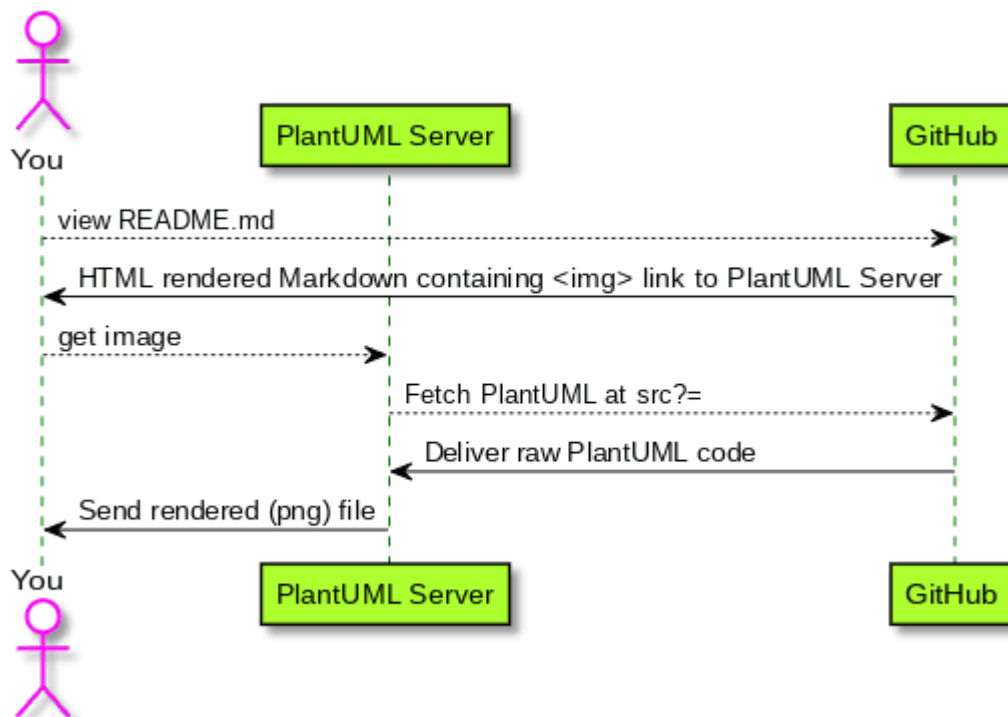 You
PlantUML Server
GitHub
view README.md
HTML rendered Markdown containing <img> link to PlantUML Server
get image
Fetch PlantUML at src?=
Deliver raw PlantUML code
Send rendered (png) file
You
PlantUML Server
GitHub